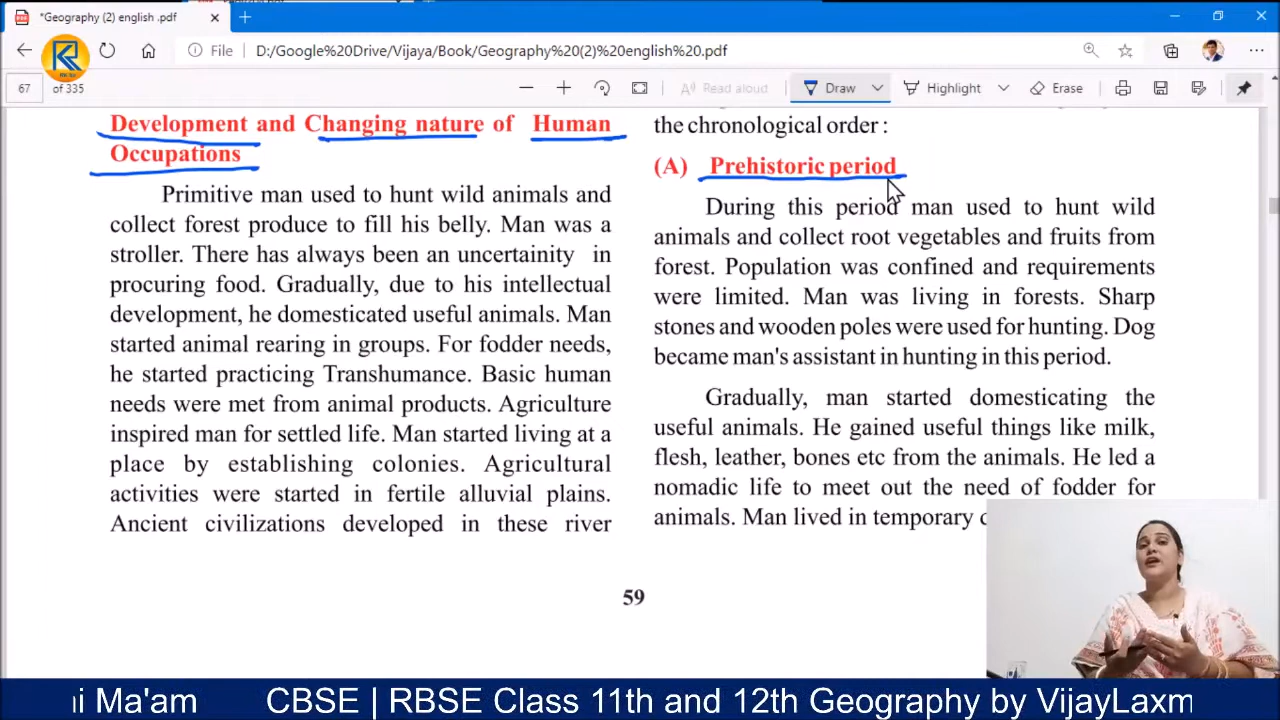 *Geography (2) english .pdf
File D:/Google%20Drive/Vijaya/Book/Geography%20(2)%20english%20.pdf
67 of 335 Read aloud Draw Highlight Erase
Development and Changing nature of Human
Occupations
Primitive man used to hunt wild animals and
collect forest produce to fill his belly. Man was a
stroller. There has always been an uncertainity in
procuring food. Gradually, due to his intellectual
development, he domesticated useful animals. Man
started animal rearing in groups. For fodder needs,
he started practicing Transhumance. Basic human
needs were met from animal products. Agriculture
inspired man for settled life. Man started living at a
place by establishing colonies. Agricultural
activities were started in fertile alluvial plains.
Ancient civilizations developed in these river
the chronological order :
(A) Prehistoric period
During this period man used to hunt wild
animals and collect root vegetables and fruits from
forest. Population was confined and requirements
were limited. Man was living in forests. Sharp
stones and wooden poles were used for hunting. Dog
became man's assistant in hunting in this period.
Gradually, man started domesticating the
useful animals. He gained useful things like milk,
flesh, leather, bones etc from the animals. He led a
nomadic life to meet out the need of fodder for
animals. Man lived in temporary
59
i Ma'am CBSE | RBSE Class 11th and 12th Geography by VijayLaxm